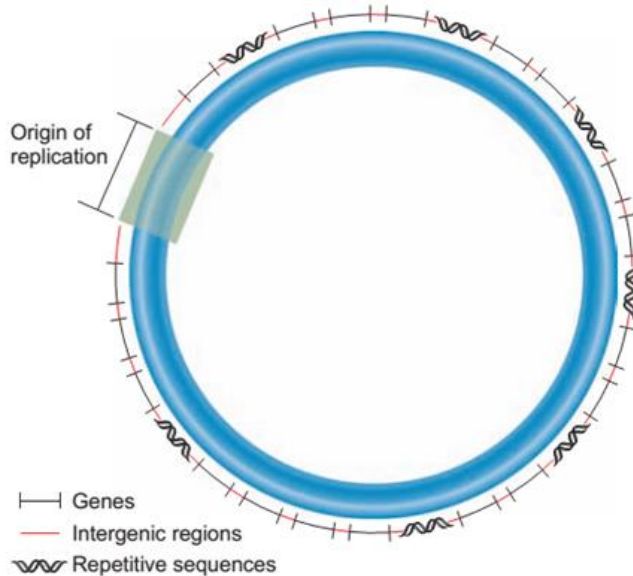 Origin of
replication
Genes
Intergenic regions
Repetitive sequences